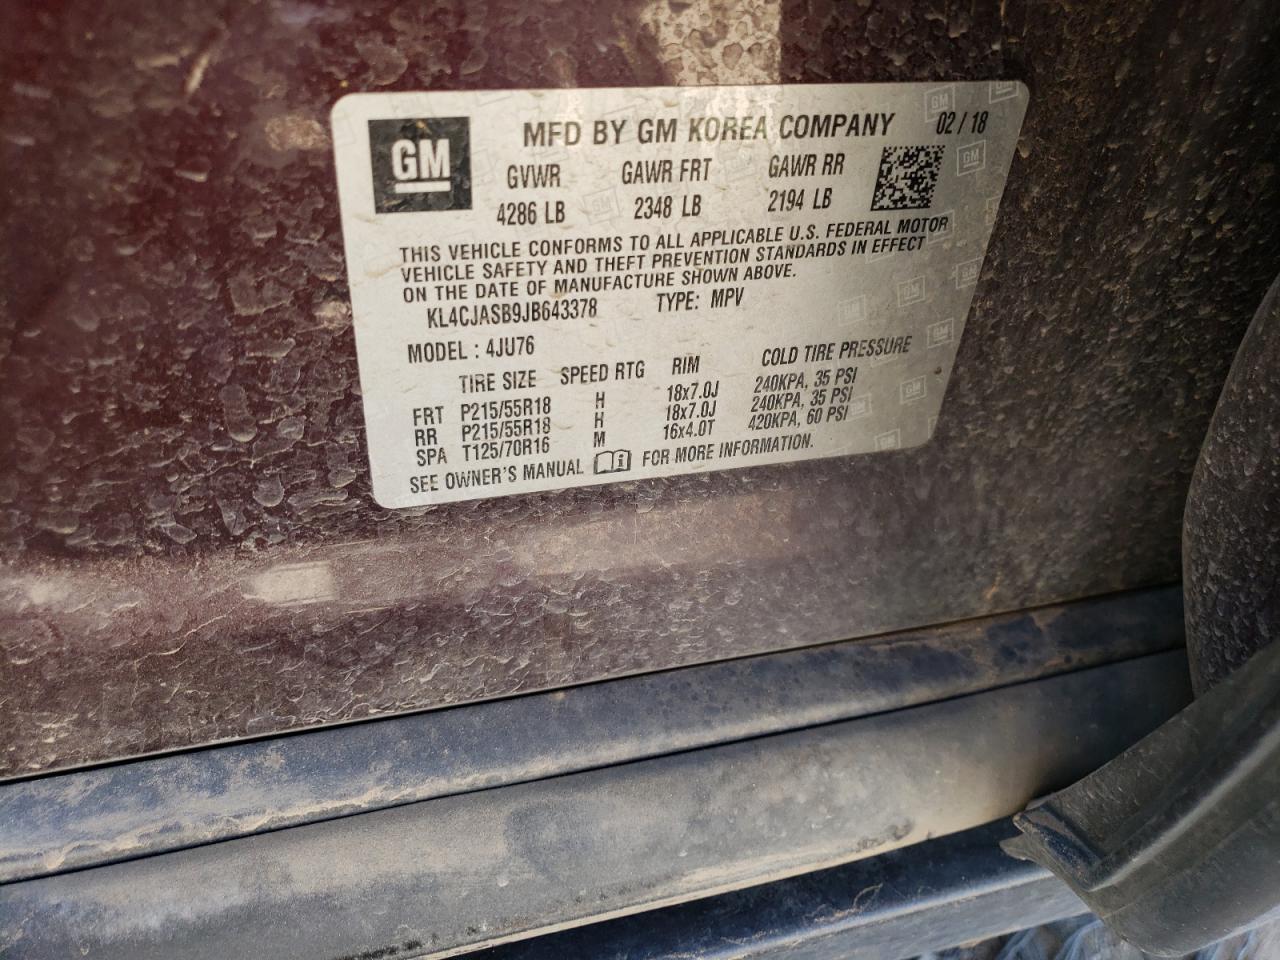 GM
MFD BY GM KOREA COMPANY 02 / 18
GVWR GAWR FRT GAWR RR
4286 LB 2348 LB 2194 LB
THIS VEHICLE CONFORMS TO ALL APPLICABLE U.S. FEDERAL MOTOR
VEHICLE SAFETY AND THEFT PREVENTION STANDARDS IN EFFECT
ON THE DATE OF MANUFACTURE SHOWN ABOVE.
KL4CJASB9JB643378 TYPE: MPV
MODEL : 4JU76
TIRE SIZE SPEED RTG RIM COLD TIRE PRESSURE
FRT P215/55R18 H 18x7.0J 240KPA, 35 PSI
RR P215/55R18 H 18x7.0J 240KPA, 35 PSI
SPA T125/70R16 M 16x4.0T 420KPA, 60 PSI
SEE OWNER'S MANUAL FOR MORE INFORMATION.